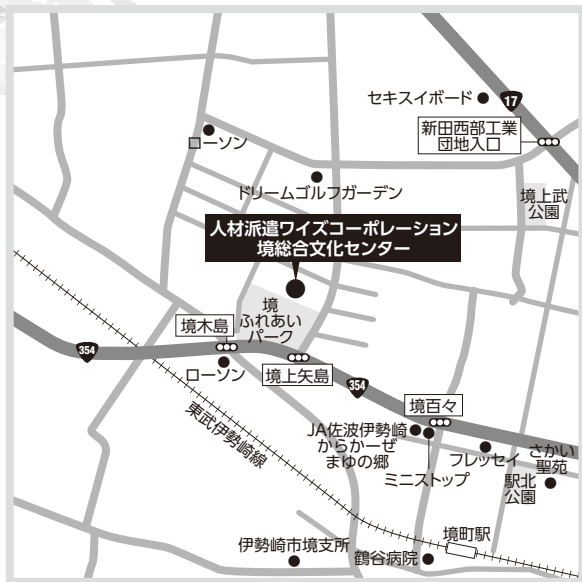 セキスイボード
17
新田西部工業
団地入口
ローソン
ドリームゴルフガーデン
境上武
公園
人材派遣ワイズコーポレーション
境総合文化センター
境
ふれあい
パーク
境木島
354
ローソン
境上矢島
354
境百々
東武伊勢崎線
JA佐波伊勢崎
からかーぜ
まゆの郷
ミニストップ
フレッセイ
さかい
聖苑
駅北
公園
境町駅
伊勢崎市境支所
鶴谷病院